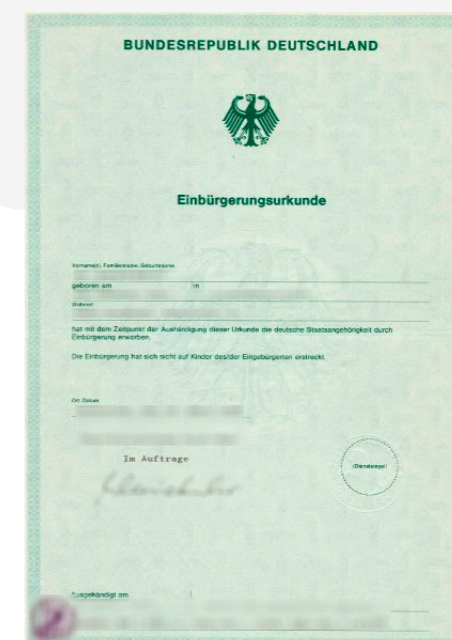 BUNDESREPUBLIK DEUTSCHLAND
Einbürgerungsurkunde
Vorname(n), Familienname, Geburtsname
geboren am in
Wohnort
hat mit dem Zeitpunkt der Aushändigung dieser Urkunde die deutsche Staatsangehörigkeit durch
Einbürgerung erworben.
Die Einbürgerung hat sich nicht auf Kinder des/der Eingebürgerten erstreckt.
Ort, Datum
Im Auftrage
(Dienstsiegel)
Ausgehändigt am